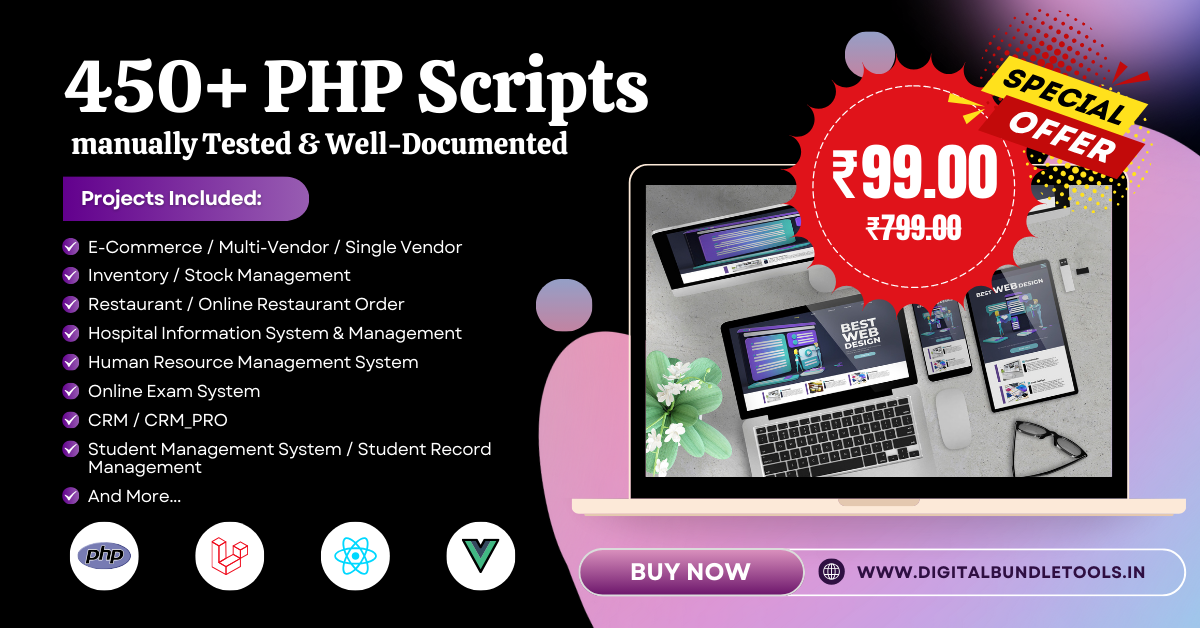 450+ PHP Scripts
manually Tested & Well-Documented
Projects Included:
E-Commerce / Multi-Vendor / Single Vendor
Inventory / Stock Management
Restaurant / Online Restaurant Order
Hospital Information System & Management
Human Resource Management System
Online Exam System
CRM / CRM_PRO
Student Management System / Student Record
Management
And More...
php
SPECIAL
OFFER
₹99.00
₹799.00
BEST
WEB
DESIGN
BEST WEB DESIGN
BUY NOW
WWW.DIGITALBUNDLETOOLS.IN